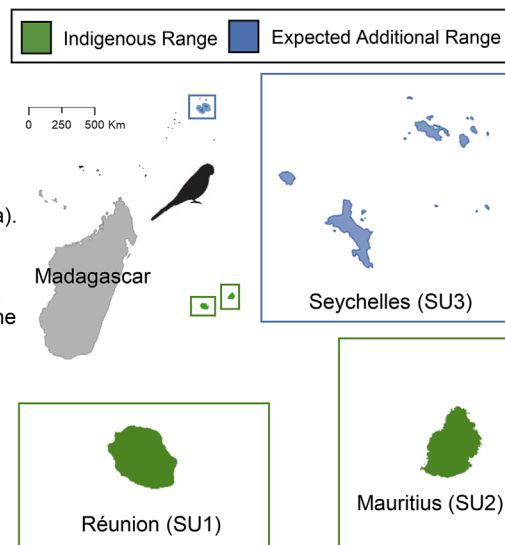 Indigenous Range
Expected Additional Range
0 250 500 Km
a).
Madagascar
Seychelles (SU3)
Réunion (SU1)
Mauritius (SU2)